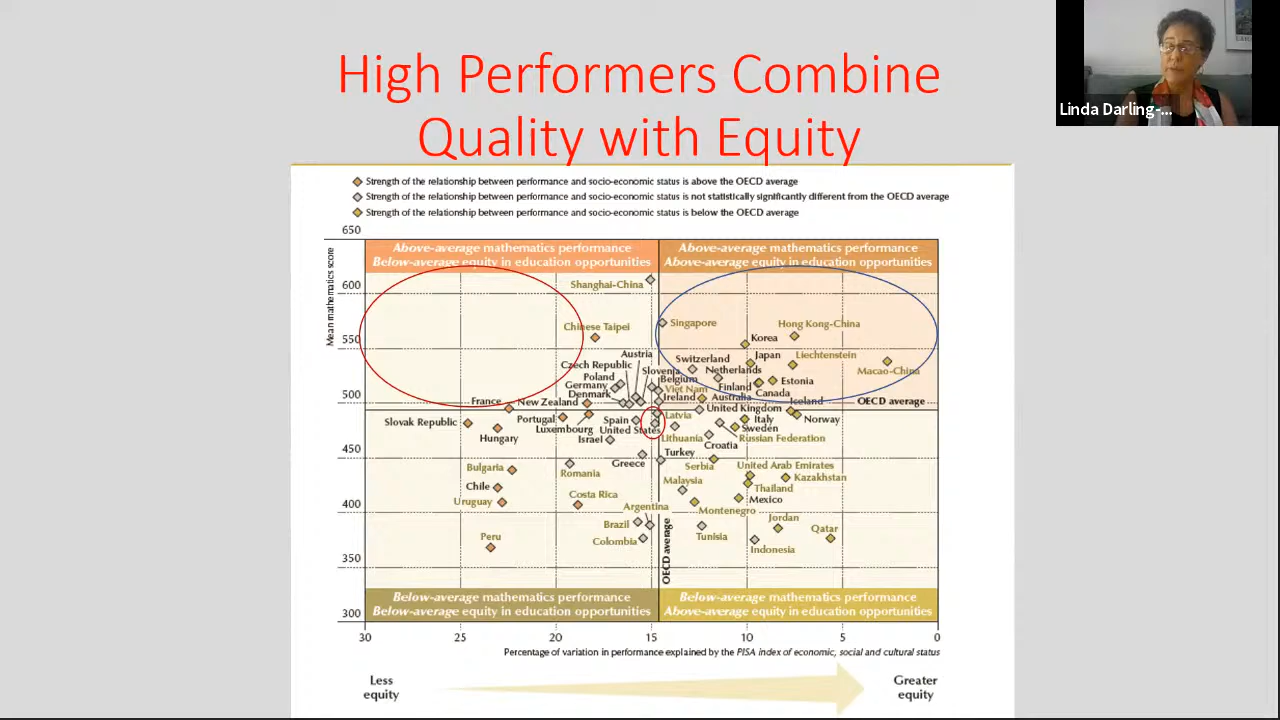 High Performers Combine
Quality with Equity
Linda Darling-...
Strength of the relationship between performance and socio-economic status is above the OECD average
Strength of the relationship between performance and socio-economic status is not statistically significantly different from the OECD average
Strength of the relationship between performance and socio-economic status is below the OECD average
650
Mean mathematics score
Above-average mathematics performance
Below-average equity in education opportunities
Above-average mathematics performance
Above-average equity in education opportunities
600
Shanghai-China
Chinese Taipei
Singapore
Hong Kong-China
550
Korea
Austria
Switzerland
Japan
Liechtenstein
Czech Republic
Slovenia
Netherlands
Macao-China
Poland
Belgium
Germany
Viet Nam
Finland
Estonia
Denmark
Ireland
Australia
Canada
500
France
New Zealand
Iceland
OECD average
Slovak Republic
Portugal
Spain
Latvia
United Kingdom
Italy
Norway
Luxembourg
United States
Sweden
Hungary
Israel
Lithuania
Croatia
Russian Federation
450
Greece
Turkey
Bulgaria
Romania
Serbia
United Arab Emirates
Chile
Malaysia
Kazakhstan
Uruguay
Costa Rica
Thailand
Mexico
400
Argentina
Montenegro
Brazil
Jordan
Peru
Colombia
OECD average
Tunisia
Qatar
Indonesia
350
Below-average mathematics performance
Below-average equity in education opportunities
Below-average mathematics performance
Above-average equity in education opportunities
300
30
25
20
15
10
5
0
Percentage of variation in performance explained by the PISA index of economic, social and cultural status
Less
equity
Greater
equity